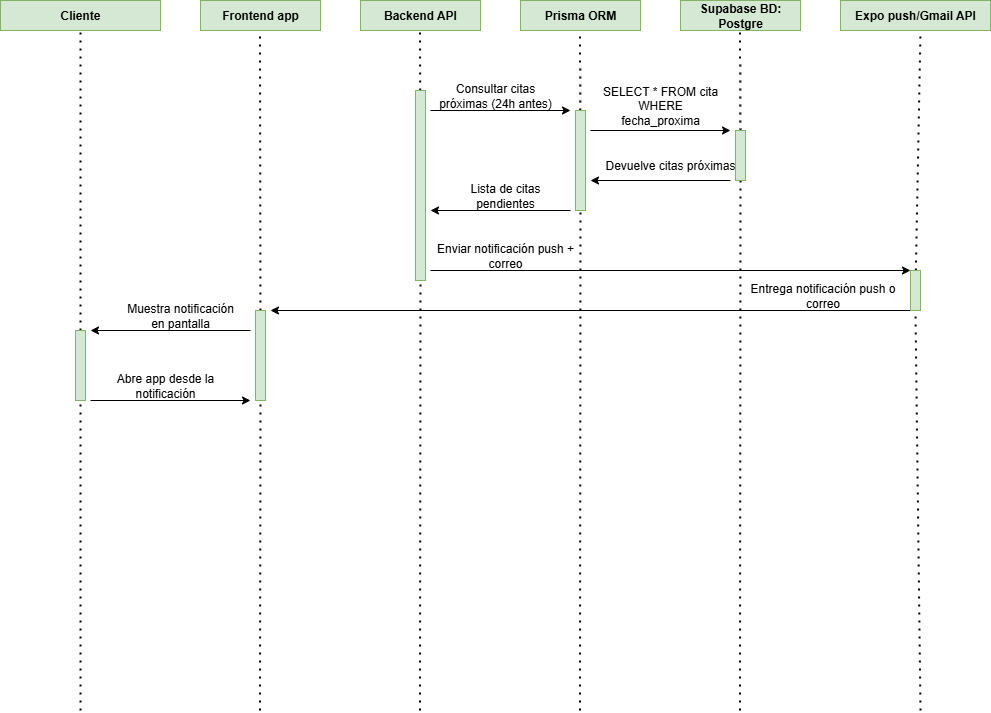 Cliente
Frontend app
Backend API
Prisma ORM
Supabase BD:
Postgre
Expo push/Gmail API
Consultar citas
próximas (24h antes)
SELECT * FROM cita
WHERE
fecha_proxima
Devuelve citas próximas
Lista de citas
pendientes
Enviar notificación push +
correo
Entrega notificación push o
correo
Muestra notificación
en pantalla
Abre app desde la
notificación